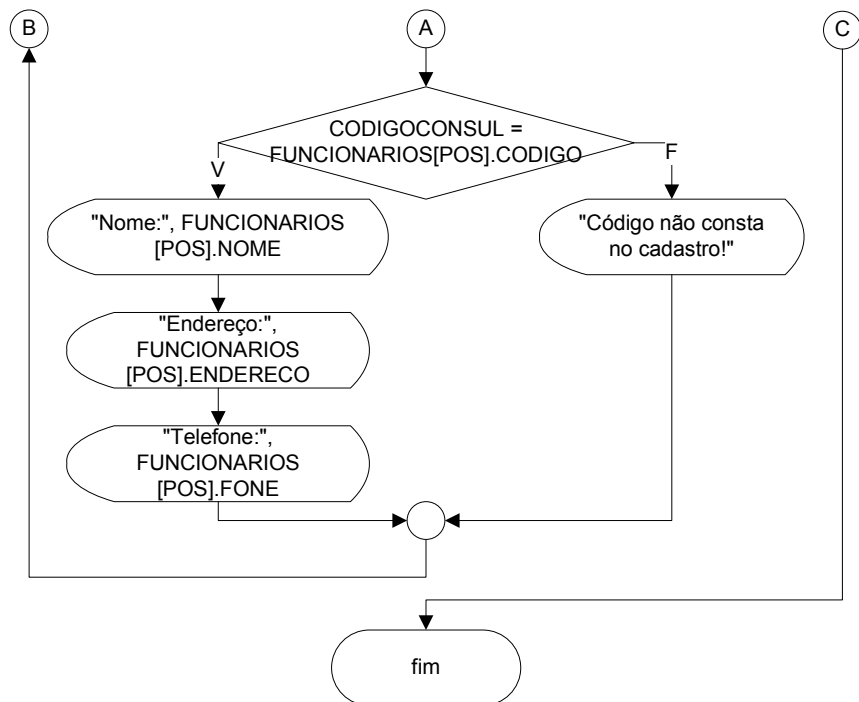 B
A
C
CODIGOCONSUL =
FUNCIONARIOS[POS].CODIGO
V
F
"Nome:", FUNCIONARIOS
[POS].NOME
"Código não consta
no cadastro!"
"Endereço:",
FUNCIONARIOS
[POS].ENDERECO
"Telefone:",
FUNCIONARIOS
[POS].FONE
fim